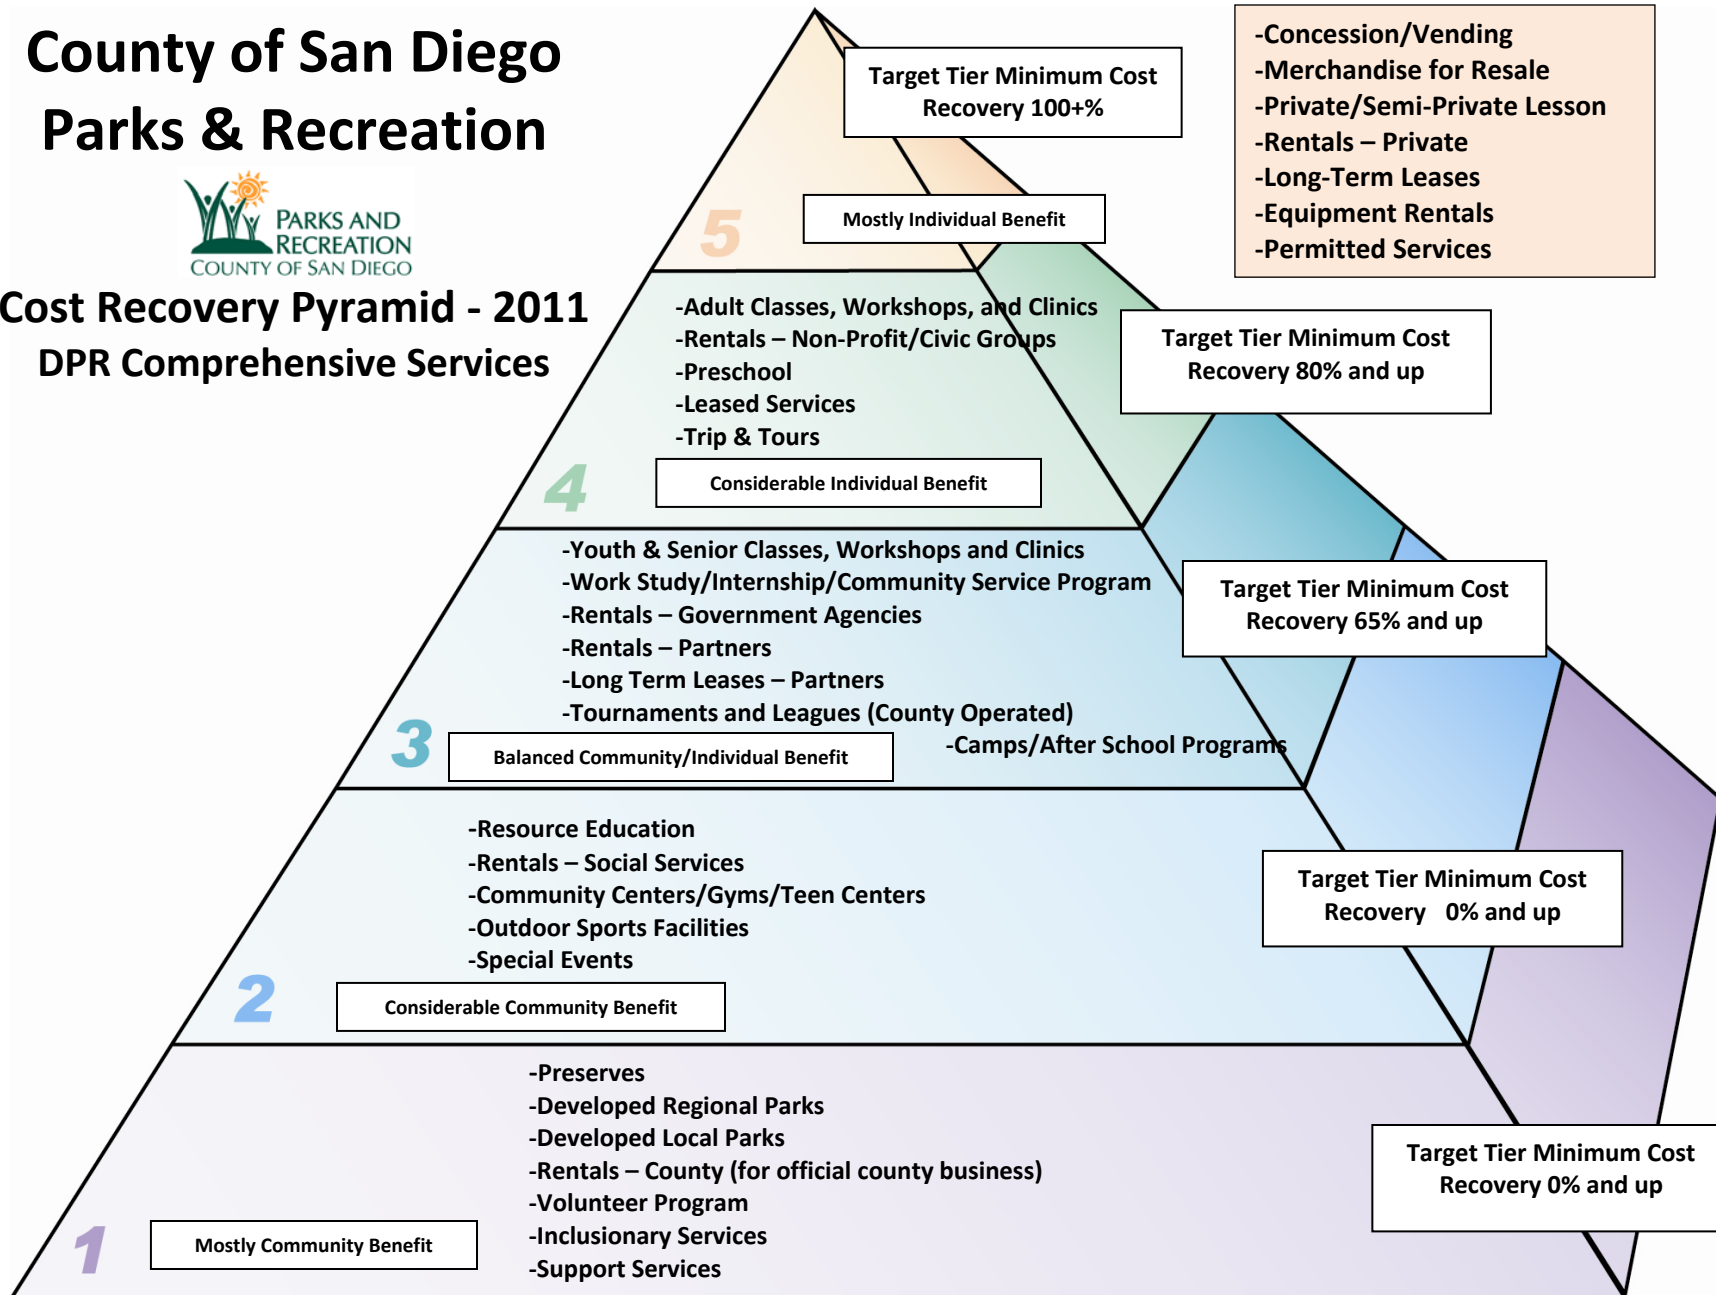 County of San Diego
Parks & Recreation
PARKS AND
RECREATION
COUNTY OF SAN DIEGO
Cost Recovery Pyramid - 2011
DPR Comprehensive Services
Target Tier Minimum Cost
Recovery 100+%
-Concession/Vending
-Merchandise for Resale
-Private/Semi-Private Lesson
-Rentals – Private
-Long-Term Leases
-Equipment Rentals
-Permitted Services
5
Mostly Individual Benefit
-Adult Classes, Workshops, and Clinics
-Rentals – Non-Profit/Civic Groups
-Preschool
-Leased Services
-Trip & Tours
Target Tier Minimum Cost
Recovery 80% and up
4
Considerable Individual Benefit
-Youth & Senior Classes, Workshops and Clinics
-Work Study/Internship/Community Service Program
-Rentals – Government Agencies
-Rentals – Partners
-Long Term Leases – Partners
-Tournaments and Leagues (County Operated)
-Camps/After School Programs
Target Tier Minimum Cost
Recovery 65% and up
3
Balanced Community/Individual Benefit
-Resource Education
-Rentals – Social Services
-Community Centers/Gyms/Teen Centers
-Outdoor Sports Facilities
-Special Events
Target Tier Minimum Cost
Recovery 0% and up
2
Considerable Community Benefit
-Preserves
-Developed Regional Parks
-Developed Local Parks
-Rentals – County (for official county business)
-Volunteer Program
-Inclusionary Services
-Support Services
Target Tier Minimum Cost
Recovery 0% and up
1
Mostly Community Benefit